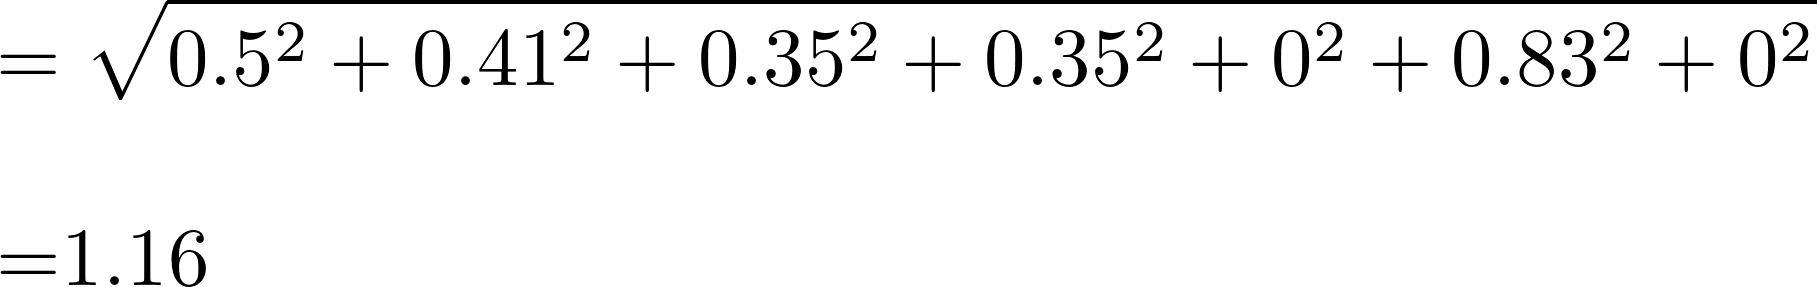 = √0.5² + 0.41² + 0.35² + 0.35² + 0² + 0.83² + 0²
=1.16